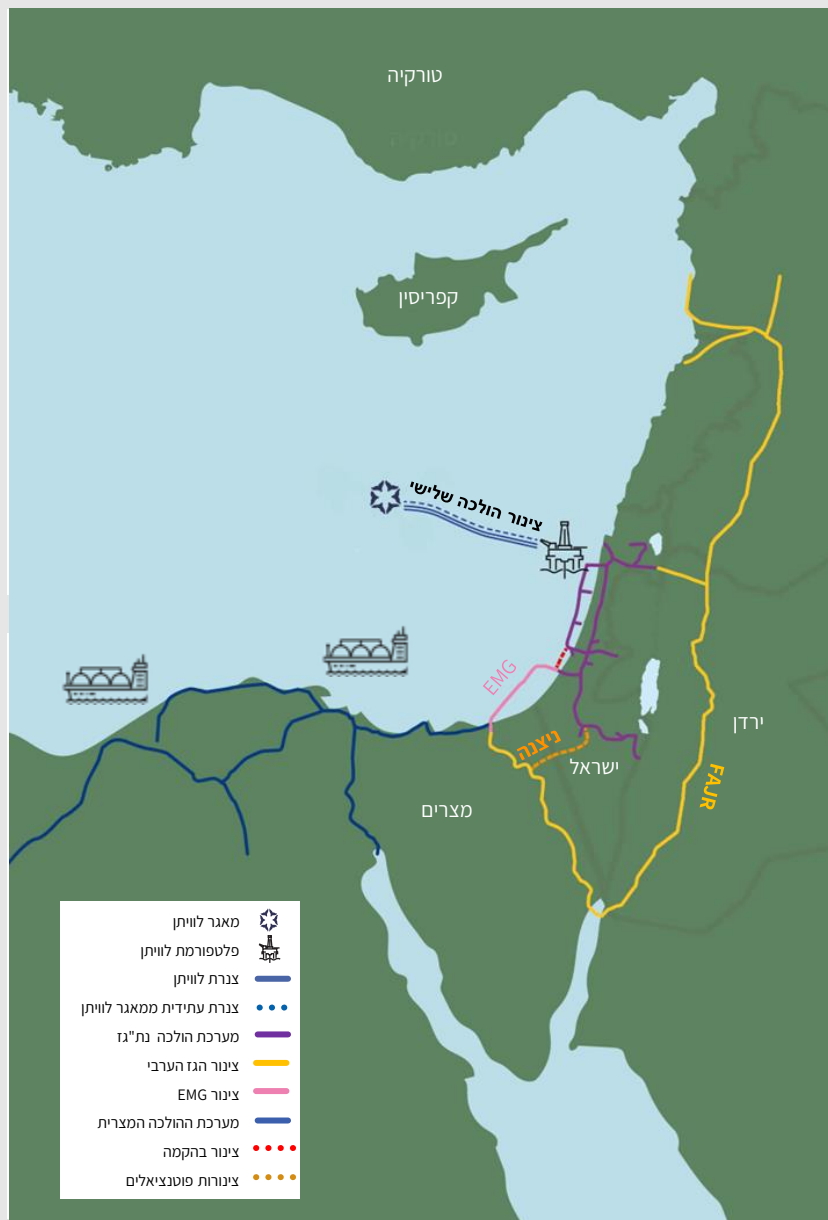 טורקיה
טורקיה
קפריסין
צינור הולכה שלישי
EMG
ניצנה
ישראל
ירדן
FAJR
מצרים
מאגר לוויתן
פלטפורמת לוויתן
צנרת לוויתן
צנרת עתידית ממאגר לוויתן
מערכת הולכה נת"גז
צינור הגז הערבי
צינור EMG
מערכת ההולכה המצרית
צינור בהקמה
צינורות פוטנציאלים